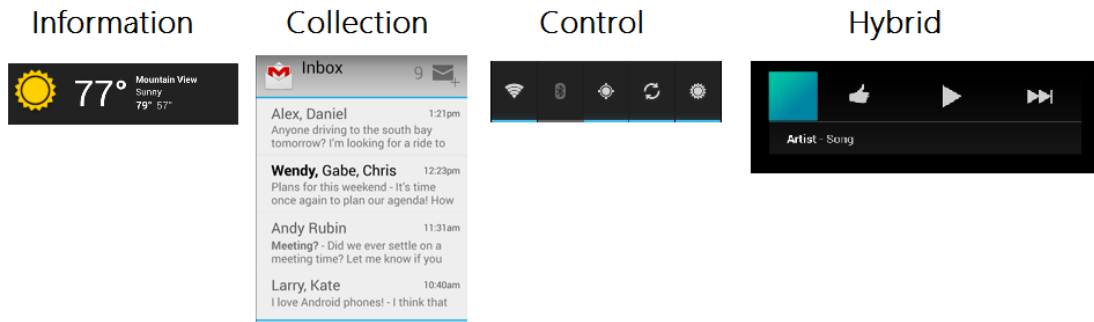 Information
Collection
Control
Hybrid
77°
Mountain View
Sunny
79° 57°
Inbox
9
Alex, Daniel 1:21pm
Anyone driving to the south bay
tomorrow? I'm looking for a ride to
Wendy, Gabe, Chris 12:23pm
Plans for this weekend - It's time
once again to plan our agenda! How
Andy Rubin 11:31am
Meeting? - Did we ever settle on a
meeting time? Let me know if you
Larry, Kate 10:40am
I love Android phones! - I think that
Artist - Song